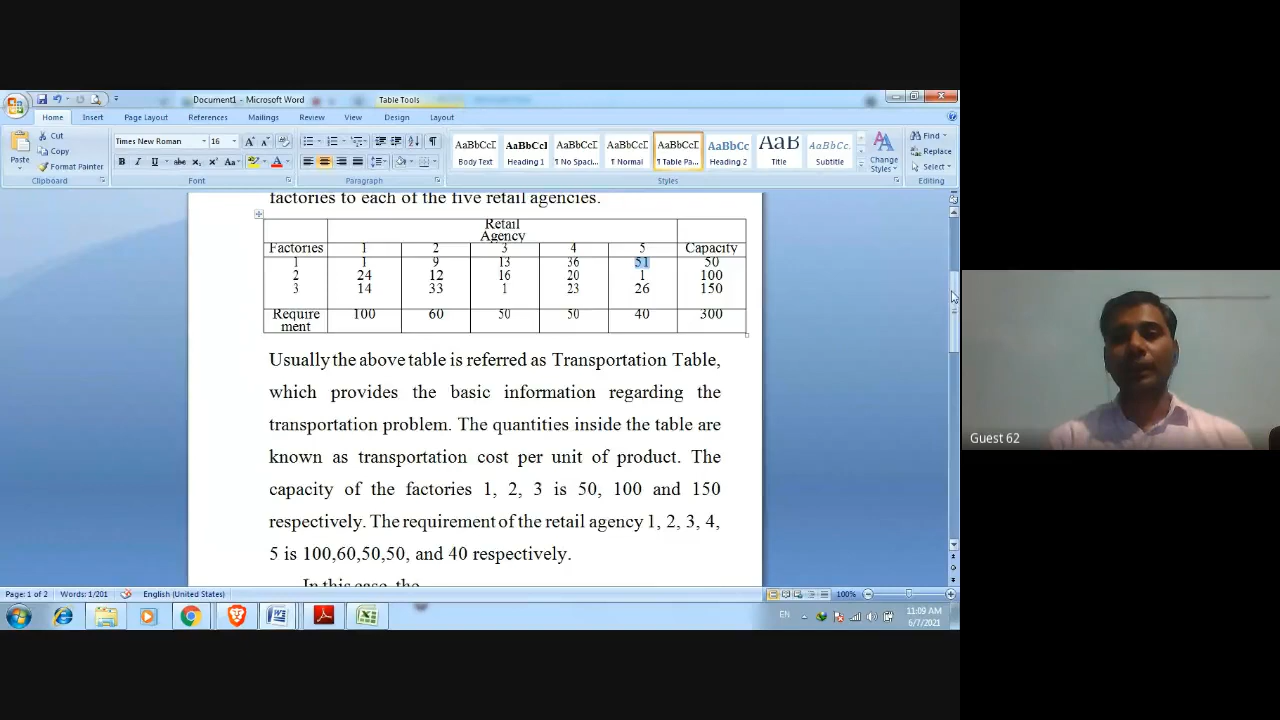 Document1 - Microsoft Word
Table Tools
Home Insert Page Layout References Mailings Review View Design Layout
Paste
Cut
Copy
Format Painter
Clipboard
Times New Roman 16
Font
Paragraph
AaBbCcI AaBbCcI AaBbCcI AaBbCcI AaBbCcI AaBbCc AaB AaBbCc.
Body Text Heading 1 ¶ No Spaci... ¶ Normal ¶ Table Pa... Heading 2 Title Subtitle
Styles
Change Styles
Find
Replace
Select
Editing
factories to each of the five retail agencies.
Retail
Agency
Factories 1 2 3 4 5 Capacity
1 1 9 13 36 51 50
2 24 12 16 20 1 100
3 14 33 1 23 26 150
Require
ment 100 60 50 50 40 300
Usually the above table is referred as Transportation Table,
which provides the basic information regarding the
transportation problem. The quantities inside the table are
known as transportation cost per unit of product. The
capacity of the factories 1, 2, 3 is 50, 100 and 150
respectively. The requirement of the retail agency 1, 2, 3, 4,
5 is 100,60,50,50, and 40 respectively.
In this case, the
Page: 1 of 2 Words: 1/201 English (United States) 100%
EN 11:09 AM
6/7/2021
Guest 62